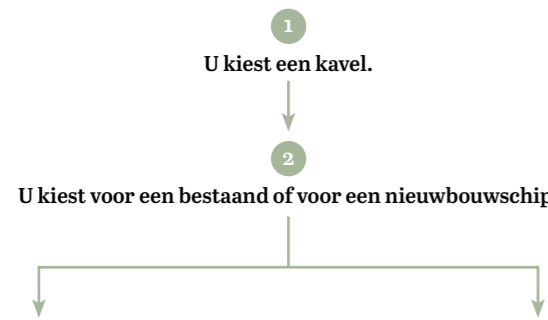 1
U kiest een kavel.
2
U kiest voor een bestaand of voor een nieuwbouwschip